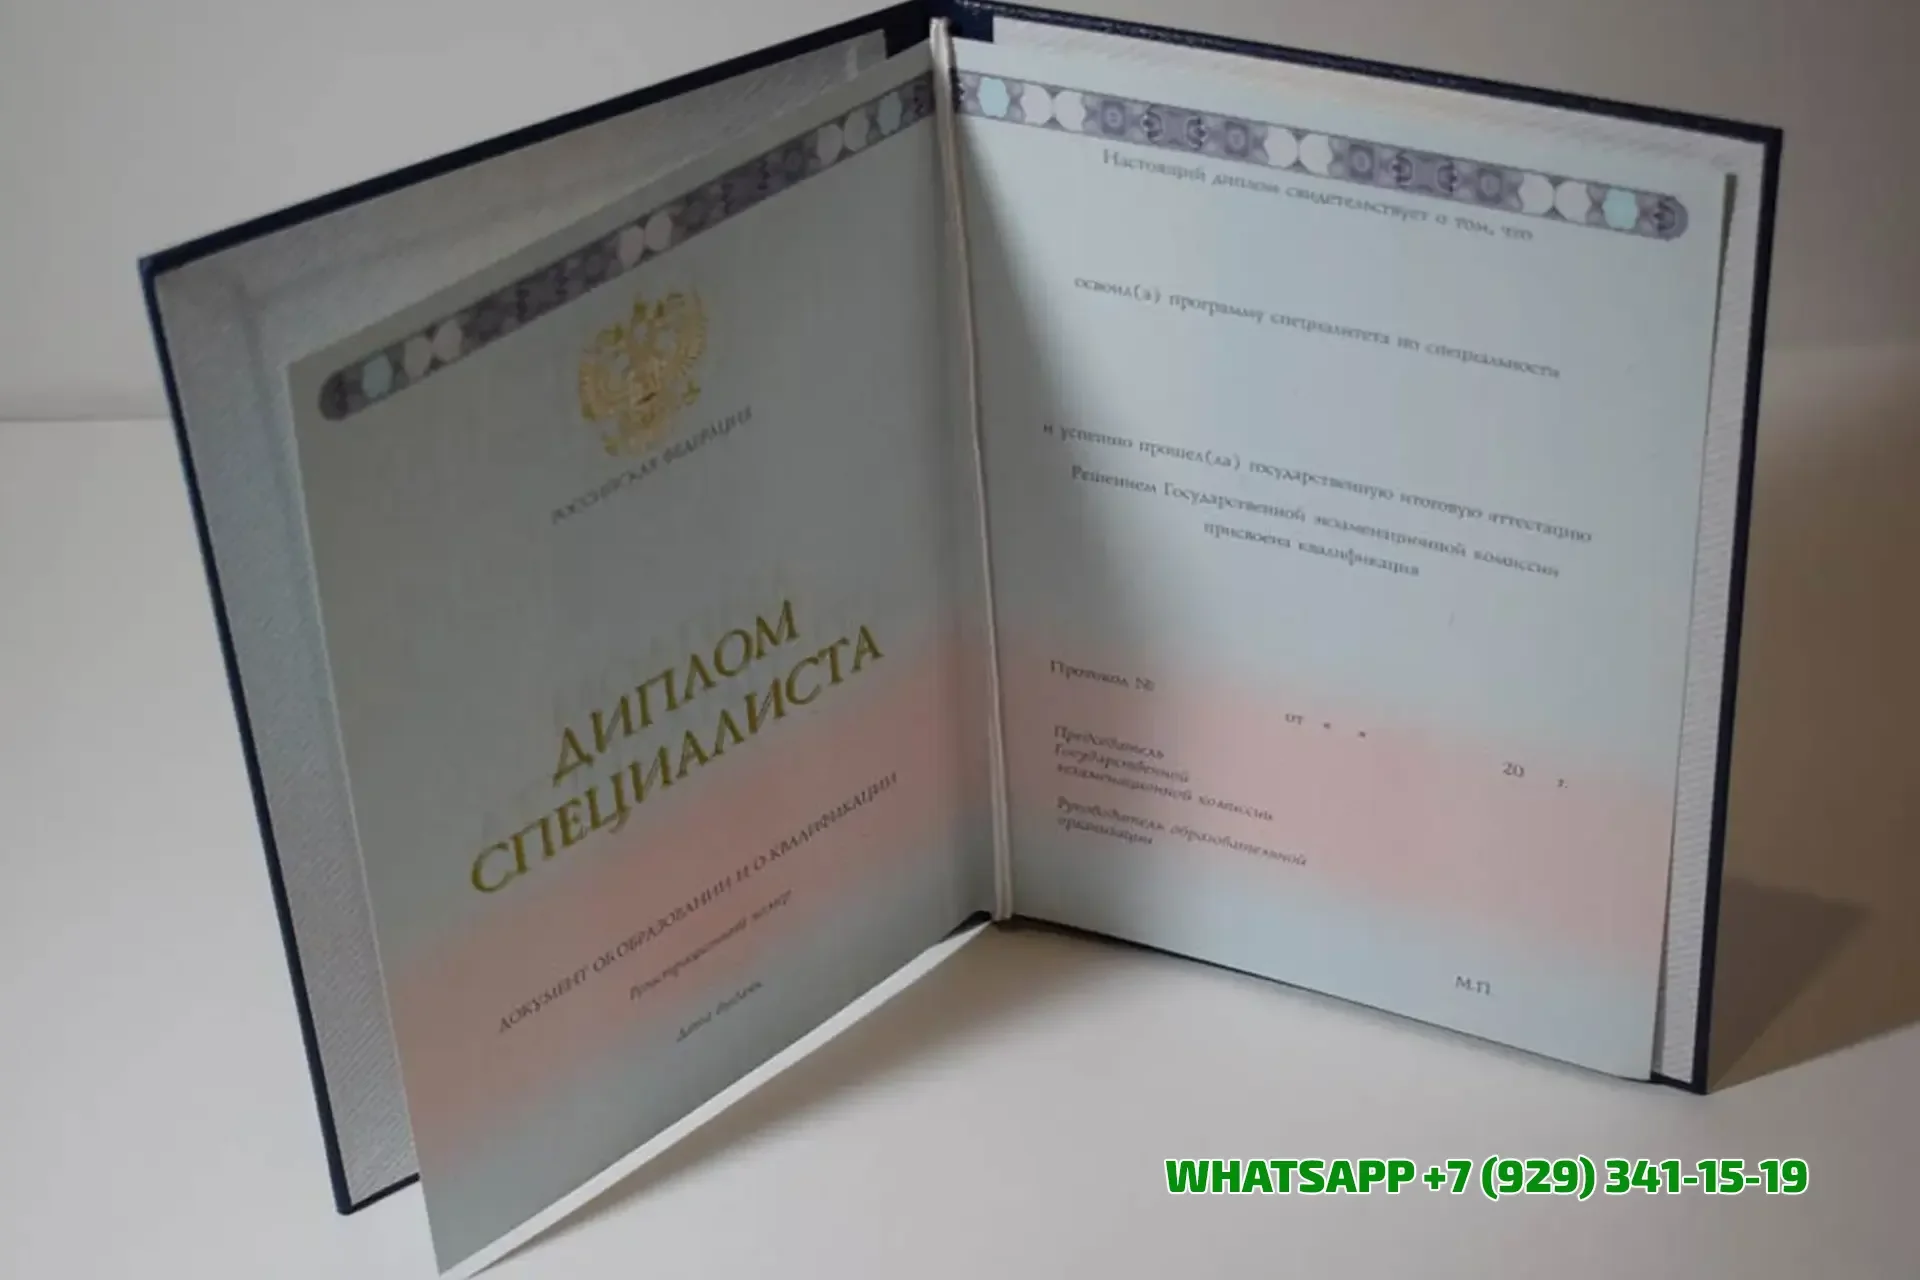 РОССИЙСКАЯ ФЕДЕРАЦИЯ
ДИПЛОМ
СПЕЦИАЛИСТА
ДОКУМЕНТ ОБ ОБРАЗОВАНИИ И О КВАЛИФИКАЦИИ
Регистрационный номер
Дата выдачи
Настоящий диплом свидетельствует о том, что
освоил(а) программу специалитета по специальности
и успешно прошел(ла) государственную итоговую аттестацию
Решением Государственной экзаменационной комиссии
присвоена квалификация
Протокол №
от « »
20 г.
Председатель
Государственной
экзаменационной комиссии
Руководитель образовательной
организации
М.П.
WHATSAPP +7 (929) 341-15-19